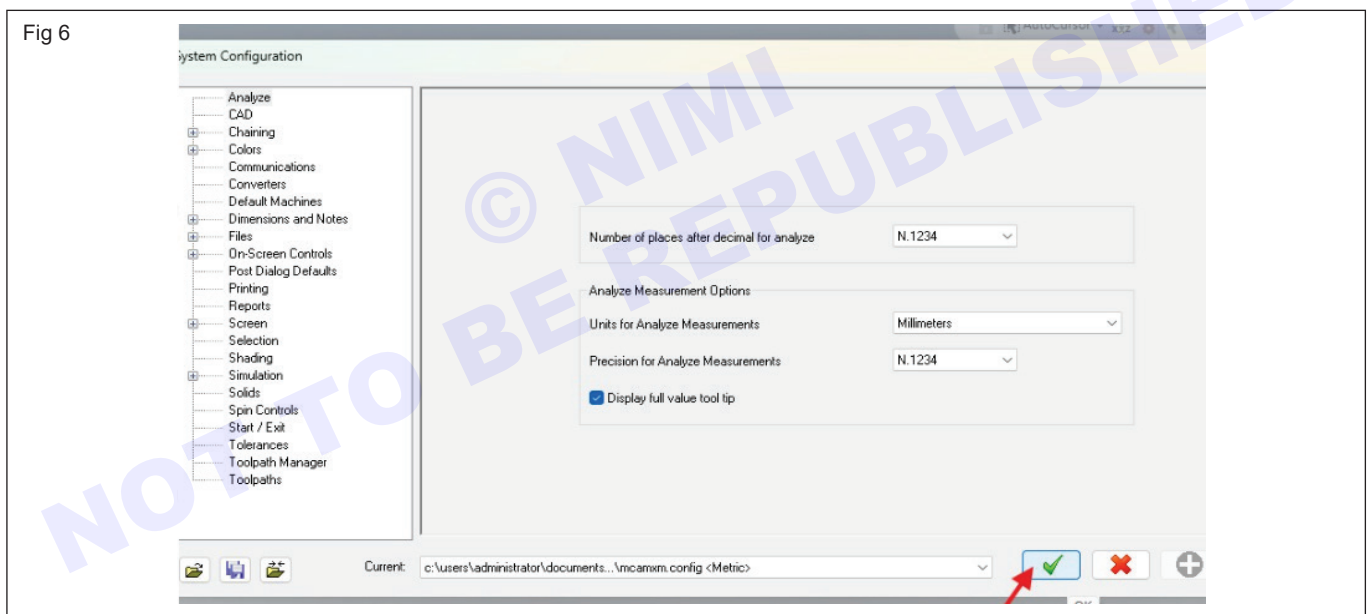 Fig 6
AutoCursor XYZ
System Configuration
Analyze
CAD
Chaining
Colors
Communications
Converters
Default Machines
Dimensions and Notes
Files
On-Screen Controls
Post Dialog Defaults
Printing
Reports
Screen
Selection
Shading
Simulation
Solids
Spin Controls
Start / Exit
Tolerances
Toolpath Manager
Toolpaths
Number of places after decimal for analyze N.1234
Analyze Measurement Options
Units for Analyze Measurements Millimeters
Precision for Analyze Measurements N.1234
Display full value tool tip
Current: c:\users\administrator\documents...\mcamxm.config <Metric>
OK
© NIMI
NOT TO BE REPUBLISHED